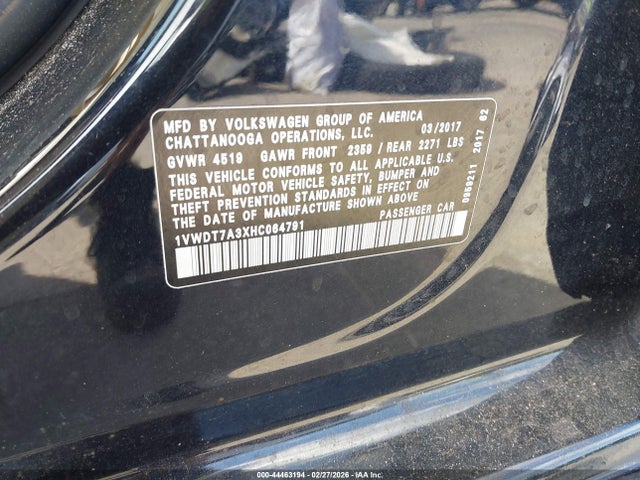 MFD BY VOLKSWAGEN GROUP OF AMERICA
CHATTANOOGA OPERATIONS, LLC. 03/2017
GVWR 4519 GAWR FRONT 2359 / REAR 2271 LBS
THIS VEHICLE CONFORMS TO ALL APPLICABLE U.S.
FEDERAL MOTOR VEHICLE SAFETY, BUMPER AND
THEFT PREVENTION STANDARDS IN EFFECT ON
THE DATE OF MANUFACTURE SHOWN ABOVE
1VWDT7A3XHC064791 PASSENGER CAR
0959211 2017 62
000-44463194 - 02/27/2026 - IAA Inc.